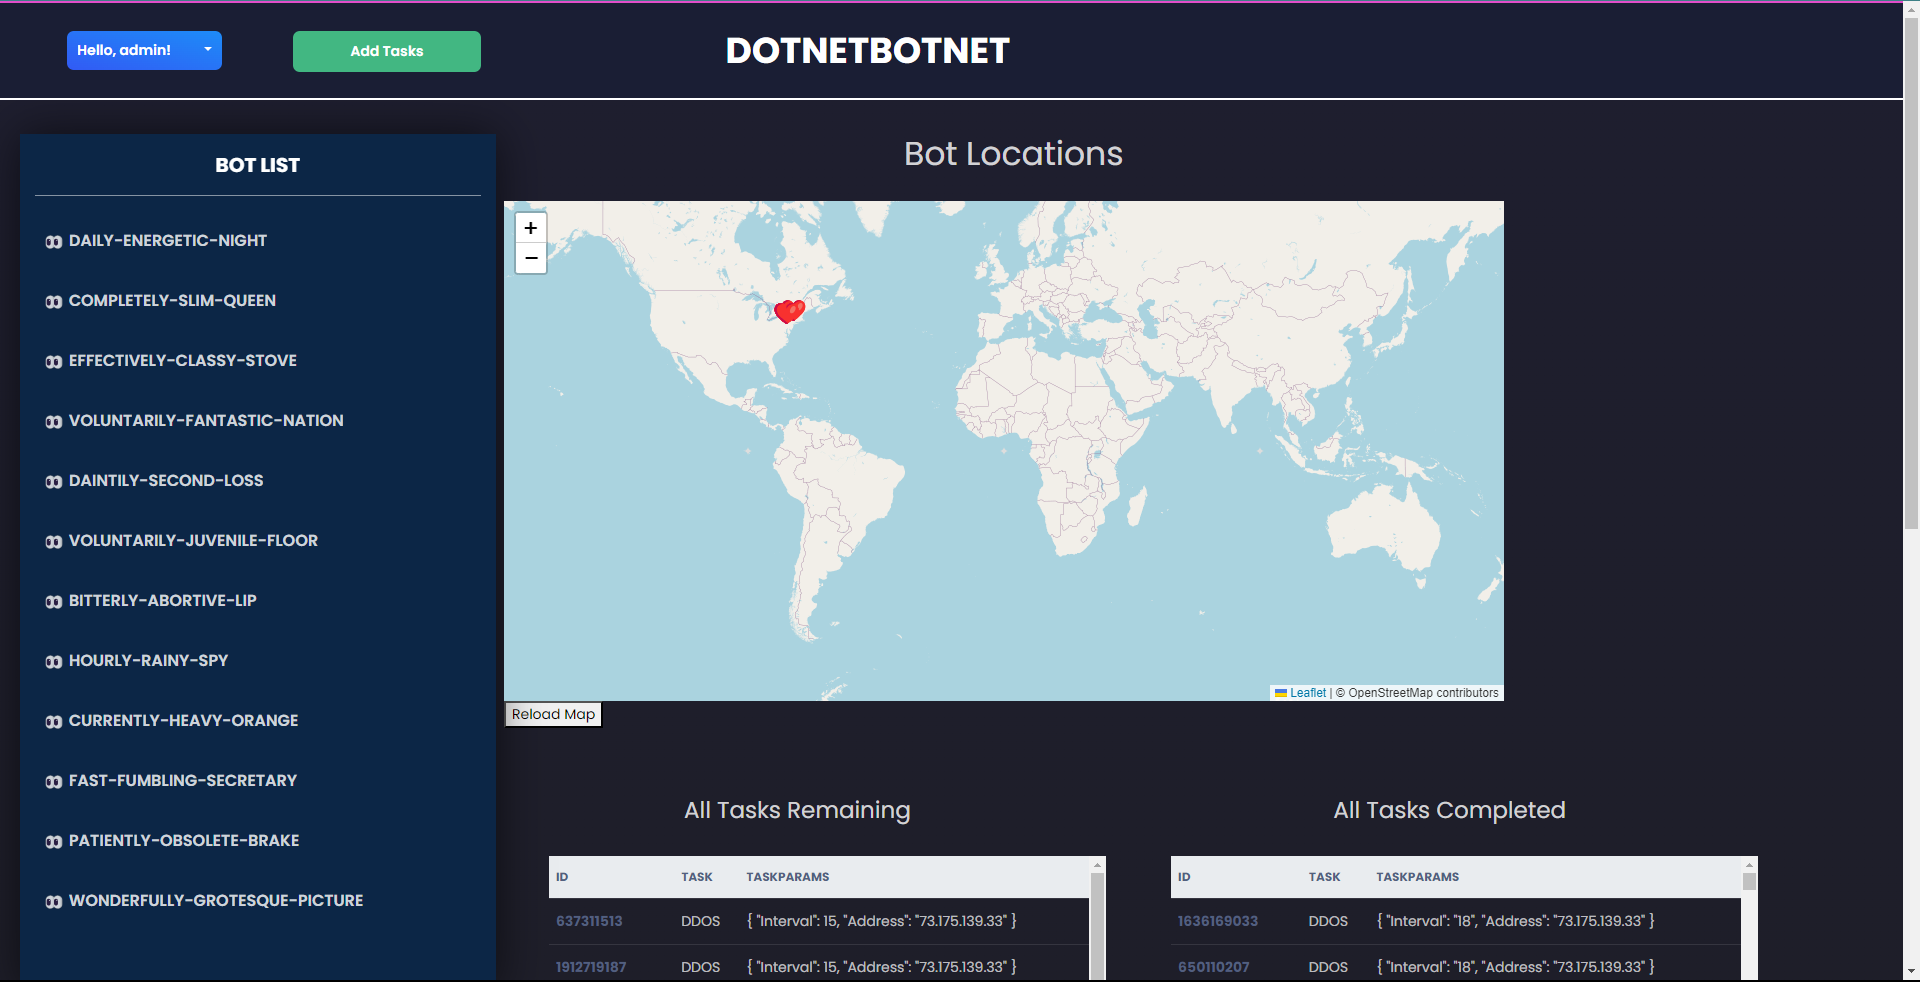 Hello, admin!
Add Tasks
DOTNETBOTNET
BOT LIST
DAILY-ENERGETIC-NIGHT
COMPLETELY-SLIM-QUEEN
EFFECTIVELY-CLASSY-STOVE
VOLUNTARILY-FANTASTIC-NATION
DAINTILY-SECOND-LOSS
VOLUNTARILY-JUVENILE-FLOOR
BITTERLY-ABORTIVE-LIP
HOURLY-RAINY-SPY
CURRENTLY-HEAVY-ORANGE
FAST-FUMBLING-SECRETARY
PATIENTLY-OBSOLETE-BRAKE
WONDERFULLY-GROTESQUE-PICTURE
Bot Locations
+
−
Leaflet | © OpenStreetMap contributors
Reload Map
All Tasks Remaining
ID TASK TASKPARAMS
637311513 DDOS { "Interval": 15, "Address": "73.175.139.33" }
1912719187 DDOS { "Interval": 15, "Address": "73.175.139.33" }
All Tasks Completed
ID TASK TASKPARAMS
1636169033 DDOS { "Interval": "18", "Address": "73.175.139.33" }
650110207 DDOS { "Interval": "18", "Address": "73.175.139.33" }